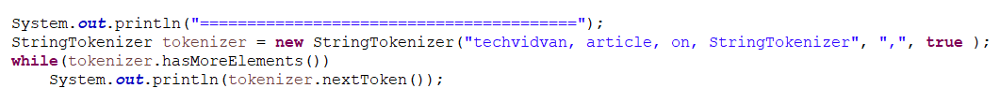 System.out.println("========================================");
StringTokenizer tokenizer = new StringTokenizer("techvidvan, article, on, StringTokenizer", ",", true );
while(tokenizer.hasMoreElements())
    System.out.println(tokenizer.nextToken());